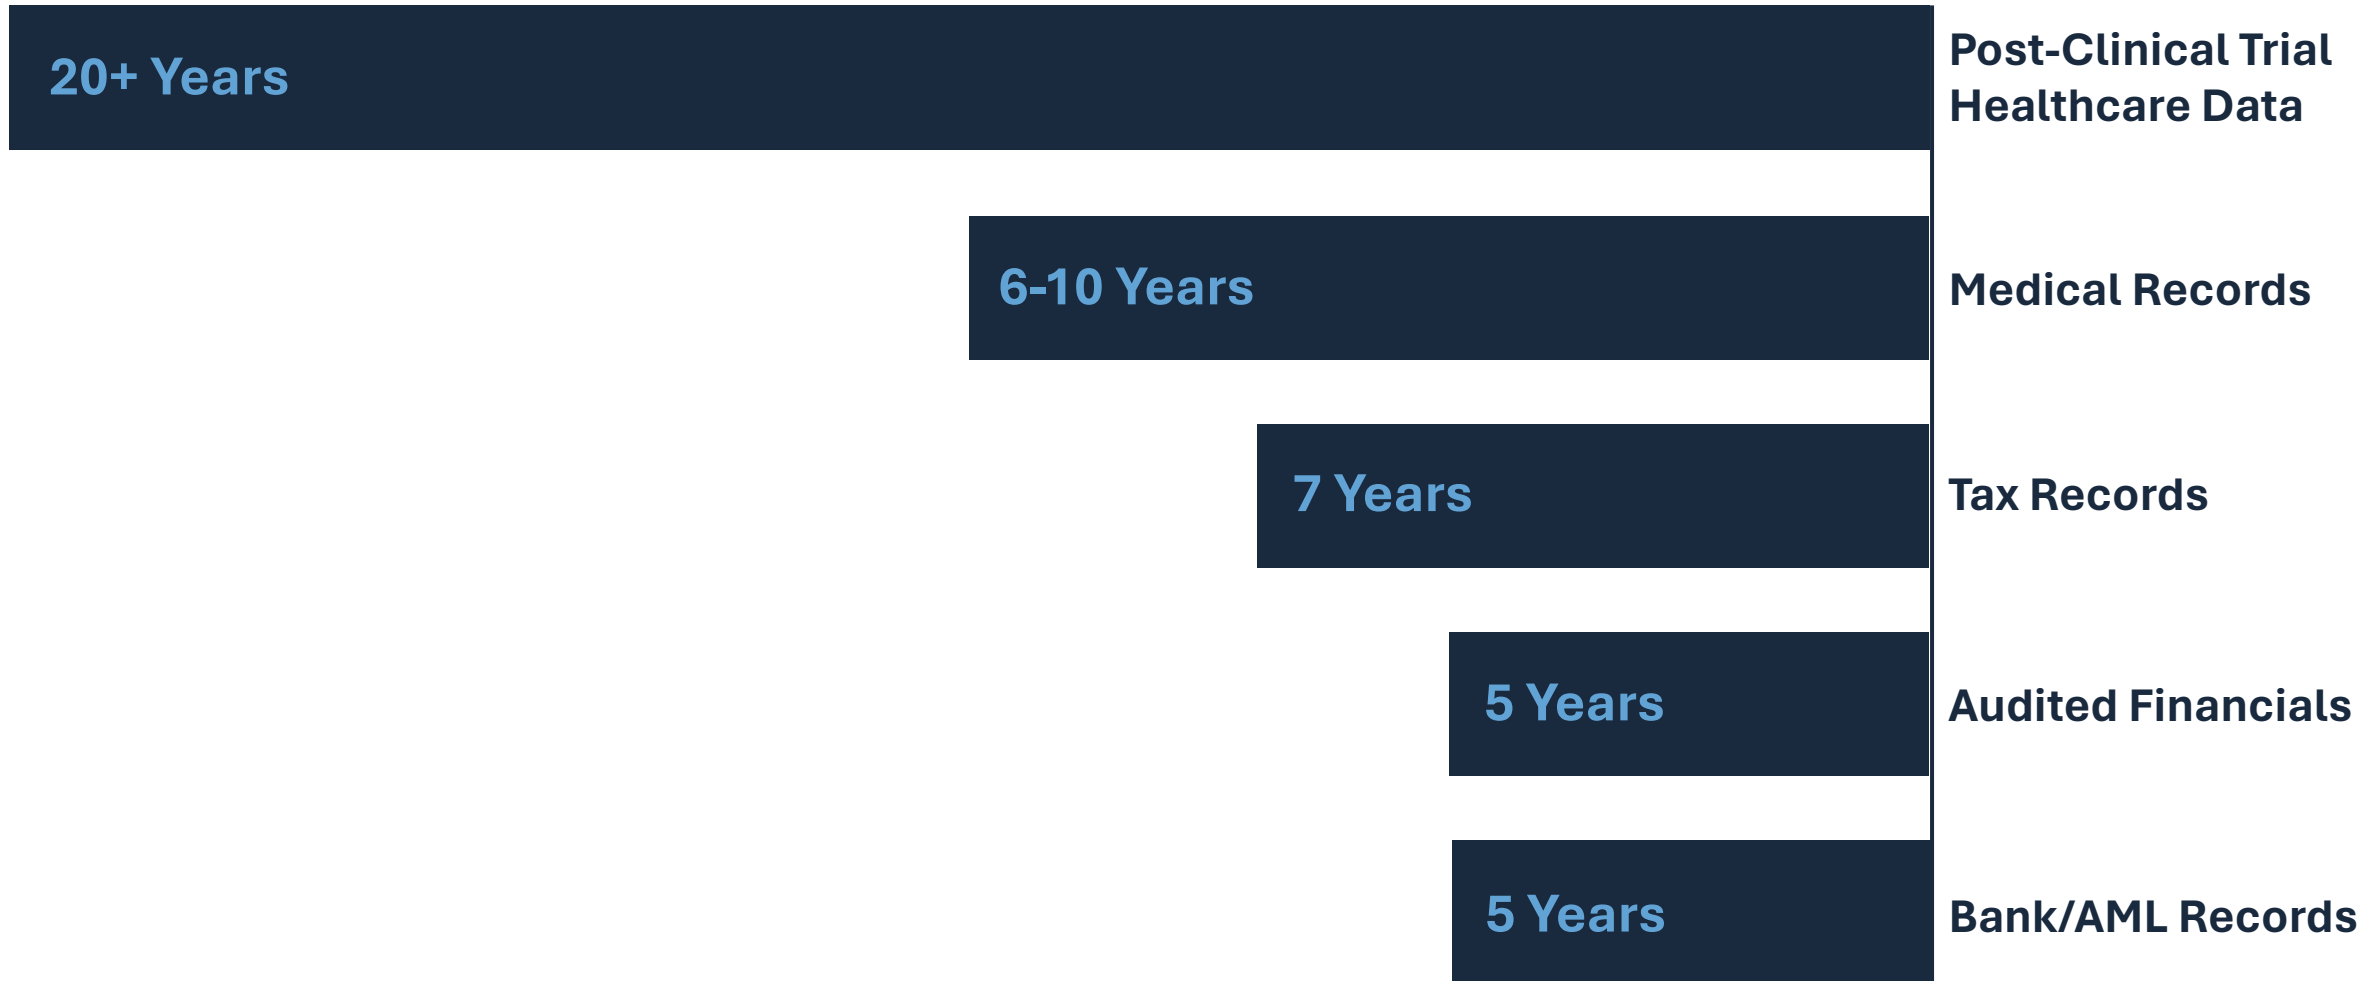 20+ Years
Post-Clinical Trial
Healthcare Data
6-10 Years
Medical Records
7 Years
Tax Records
5 Years
Audited Financials
5 Years
Bank/AML Records